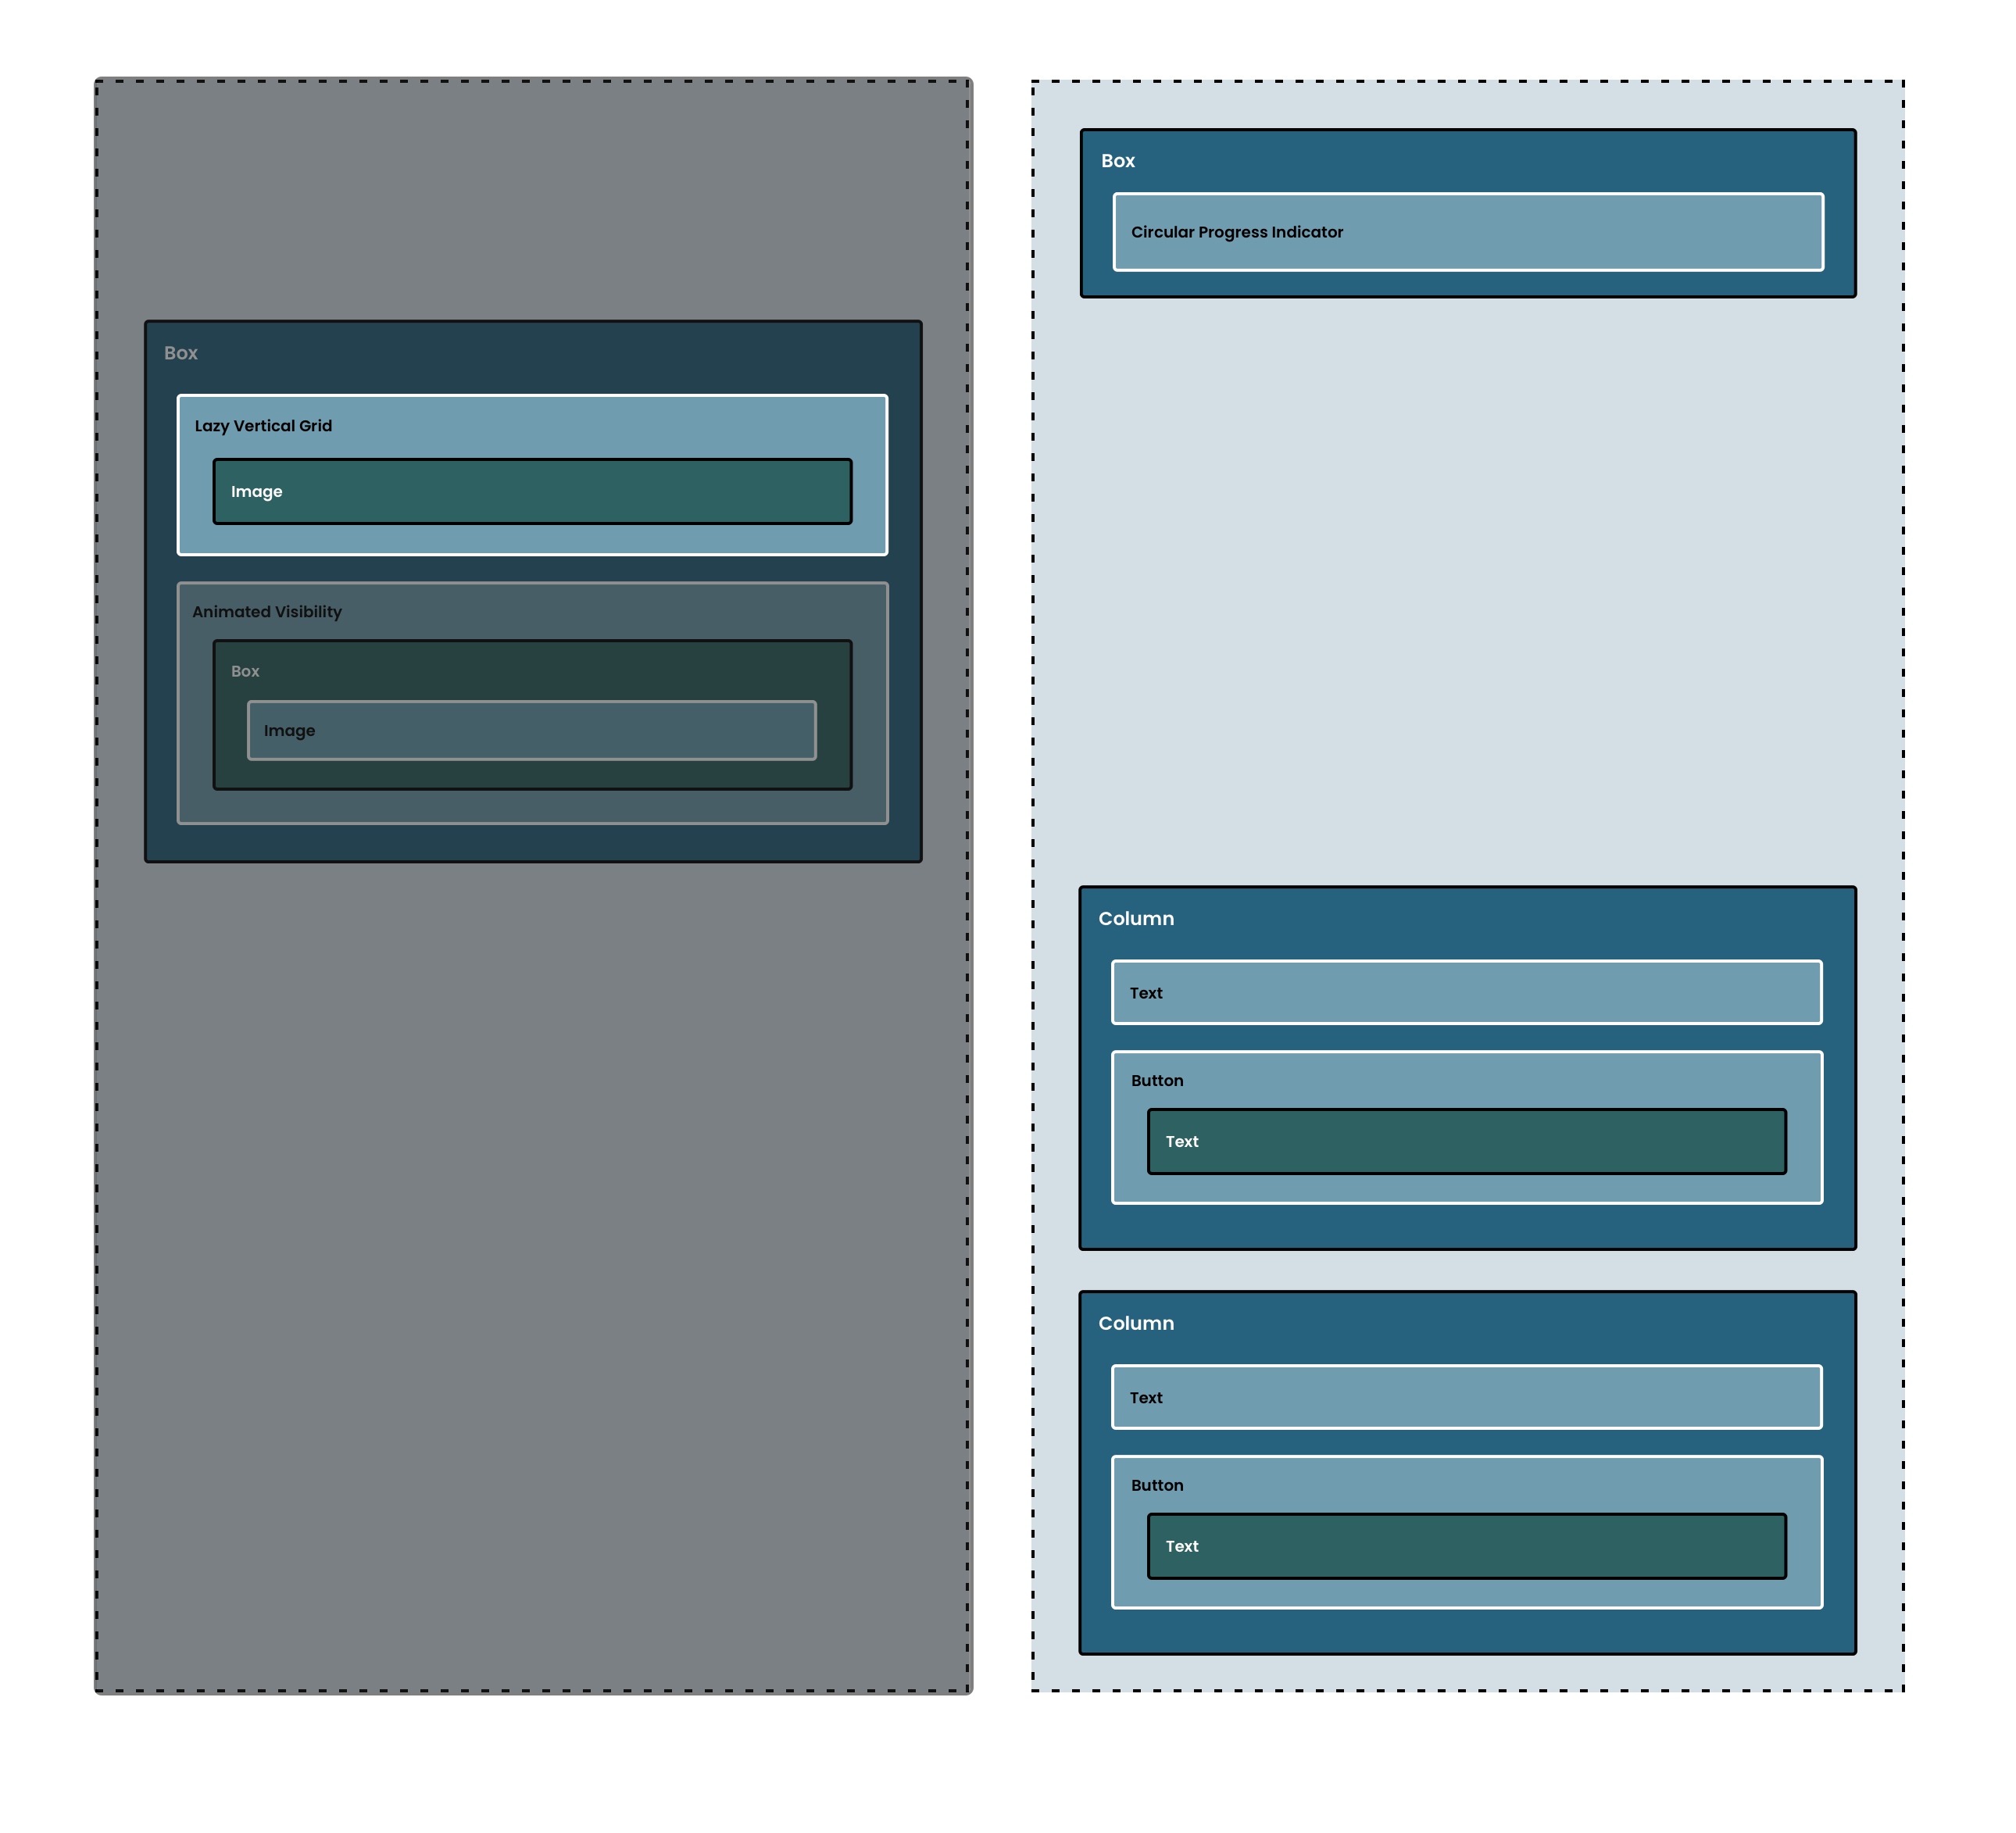 Box
Lazy Vertical Grid
Image
Animated Visibility
Box
Image
Box
Circular Progress Indicator
Column
Text
Button
Text
Column
Text
Button
Text